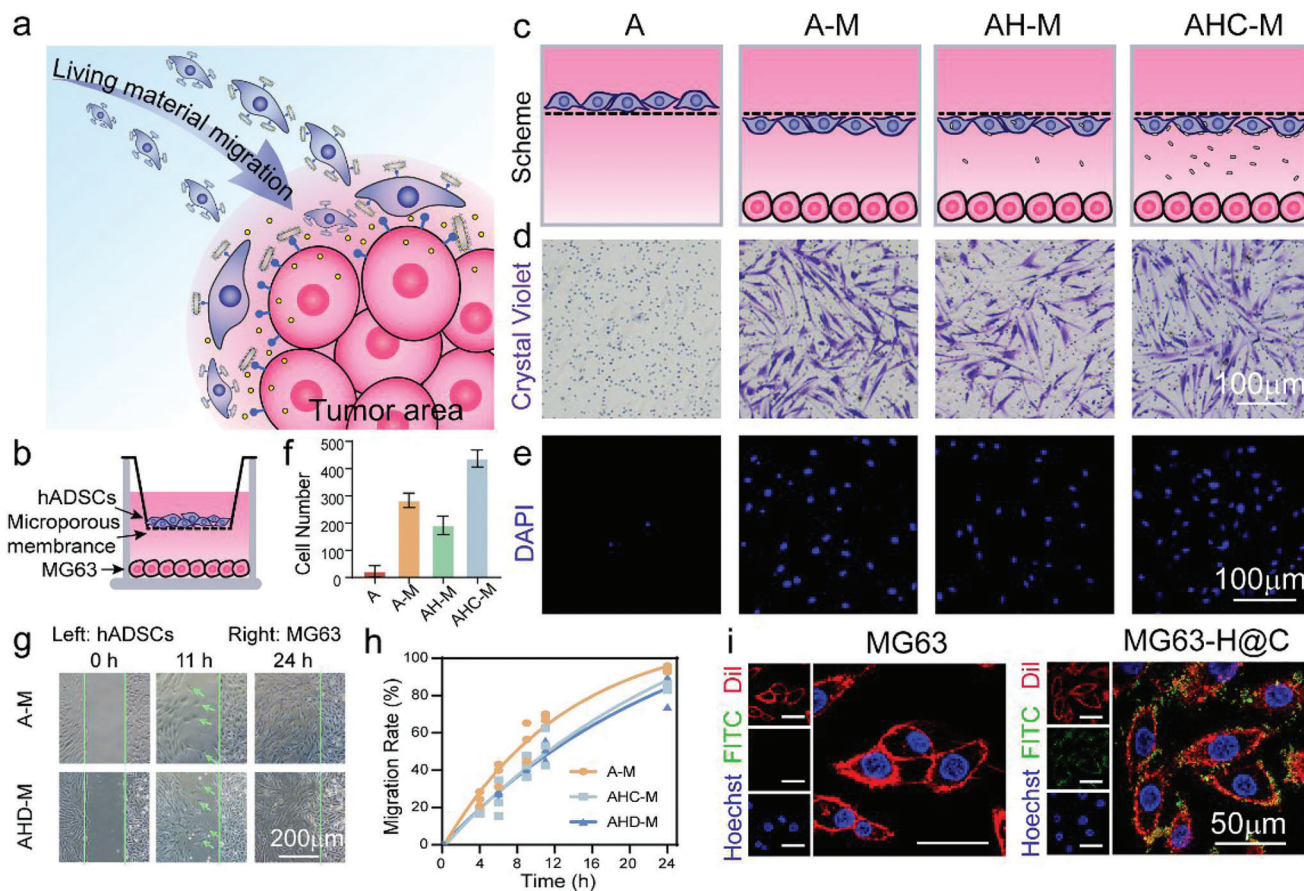 a
Living material migration
Tumor area
b
hADSCs
Microporous
membrance
MG63
c
A
A-M
AH-M
AHC-M
Scheme
d
Crystal Violet
100μm
e
DAPI
100μm
f
Cell Number
500
400
300
200
100
0
A
A-M
AH-M
AHC-M
g
Left: hADSCs Right: MG63
0 h 11 h 24 h
A-M
AHD-M
200μm
h
Migration Rate (%)
100
80
60
40
20
0
0 4 8 12 16 20 24
Time (h)
A-M
AHC-M
AHD-M
i
MG63
MG63-H@C
Hoechst FITC Dil
Hoechst FITC Dil
50μm